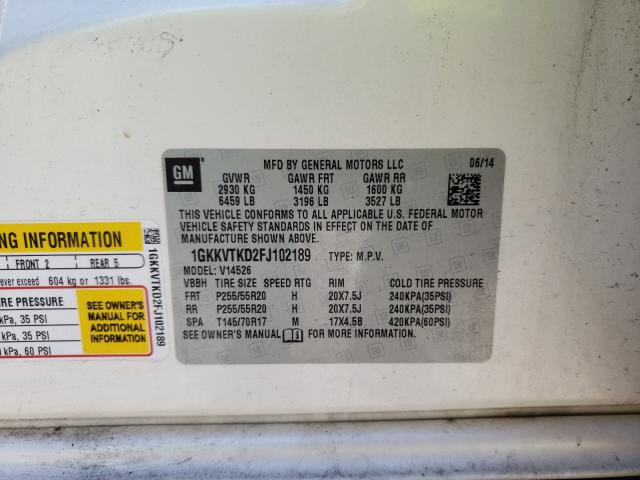 GM
MFD BY GENERAL MOTORS LLC 06/14
GVWR GAWR FRT GAWR RR
2930 KG 1450 KG 1600 KG
6459 LB 3196 LB 3527 LB
THIS VEHICLE CONFORMS TO ALL APPLICABLE U.S. FEDERAL MOTOR
VEHICLE SAFETY STANDARDS IN EFFECT ON THE DATE OF
MANUFACTURE SHOWN ABOVE.
1GKKVTKD2FJ102189 TYPE: M.P.V.
MODEL: V14526
VBBH TIRE SIZE SPEED RTG RIM COLD TIRE PRESSURE
FRT P255/55R20 H 20X7.5J 240KPA(35PSI)
RR P255/55R20 H 20X7.5J 240KPA(35PSI)
SPA T145/70R17 M 17X4.5B 420KPA(60PSI)
SEE OWNER'S MANUAL FOR MORE INFORMATION.
NG INFORMATION
FRONT 2 REAR 5
ever exceed 604 kg or 1331 lbs.
TIRE PRESSURE
kPa, 35 PSI
kPa, 35 PSI
kPa, 60 PSI
SEE OWNER'S
MANUAL FOR
ADDITIONAL
INFORMATION
1GKKVTKD2FJ102189